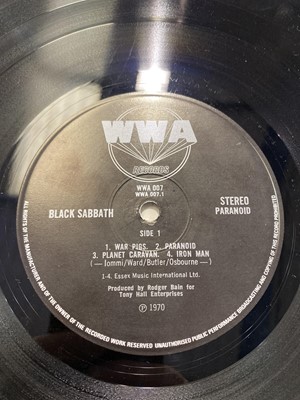 WWA
RECORDS
WWA 007
WWA 007.1
BLACK SABBATH
STEREO
PARANOID
SIDE 1
1. WAR PIGS. 2. PARANOID
3. PLANET CARAVAN. 4. IRON MAN
(— Iommi/Ward/Butler/Osbourne —)
1-4. Essex Music International Ltd.
Produced by Rodger Bain for
Tony Hall Enterprises
℗ 1970
ALL RIGHTS OF THE MANUFACTURER AND OF THE OWNER OF THE RECORDED WORK RESERVED UNAUTHORISED PUBLIC PERFORMANCE BROADCASTING AND COPYING OF THIS RECORD PROHIBITED